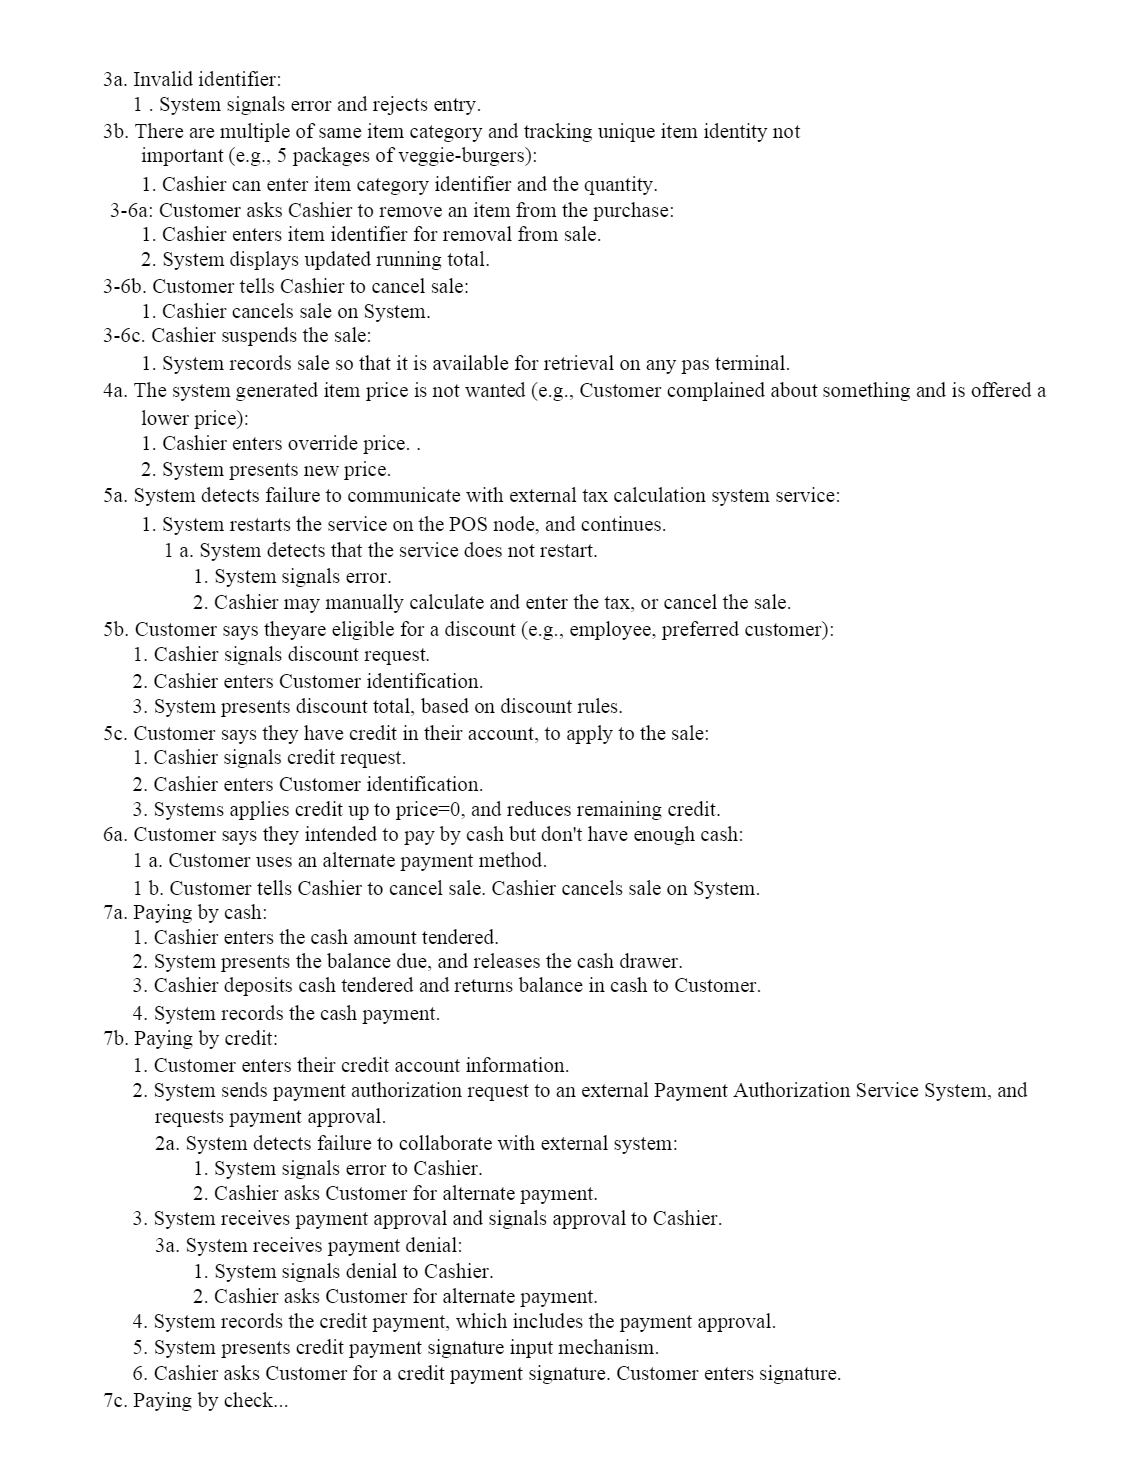 3a. Invalid identifier:
1 . System signals error and rejects entry.
3b. There are multiple of same item category and tracking unique item identity not
important (e.g., 5 packages of veggie-burgers):
1. Cashier can enter item category identifier and the quantity.
3-6a: Customer asks Cashier to remove an item from the purchase:
1. Cashier enters item identifier for removal from sale.
2. System displays updated running total.
3-6b. Customer tells Cashier to cancel sale:
1. Cashier cancels sale on System.
3-6c. Cashier suspends the sale:
1. System records sale so that it is available for retrieval on any pas terminal.
4a. The system generated item price is not wanted (e.g., Customer complained about something and is offered a
lower price):
1. Cashier enters override price. .
2. System presents new price.
5a. System detects failure to communicate with external tax calculation system service:
1. System restarts the service on the POS node, and continues.
1 a. System detects that the service does not restart.
1. System signals error.
2. Cashier may manually calculate and enter the tax, or cancel the sale.
5b. Customer says theyare eligible for a discount (e.g., employee, preferred customer):
1. Cashier signals discount request.
2. Cashier enters Customer identification.
3. System presents discount total, based on discount rules.
5c. Customer says they have credit in their account, to apply to the sale:
1. Cashier signals credit request.
2. Cashier enters Customer identification.
3. Systems applies credit up to price=0, and reduces remaining credit.
6a. Customer says they intended to pay by cash but don't have enough cash:
1 a. Customer uses an alternate payment method.
1 b. Customer tells Cashier to cancel sale. Cashier cancels sale on System.
7a. Paying by cash:
1. Cashier enters the cash amount tendered.
2. System presents the balance due, and releases the cash drawer.
3. Cashier deposits cash tendered and returns balance in cash to Customer.
4. System records the cash payment.
7b. Paying by credit:
1. Customer enters their credit account information.
2. System sends payment authorization request to an external Payment Authorization Service System, and
requests payment approval.
2a. System detects failure to collaborate with external system:
1. System signals error to Cashier.
2. Cashier asks Customer for alternate payment.
3. System receives payment approval and signals approval to Cashier.
3a. System receives payment denial:
1. System signals denial to Cashier.
2. Cashier asks Customer for alternate payment.
4. System records the credit payment, which includes the payment approval.
5. System presents credit payment signature input mechanism.
6. Cashier asks Customer for a credit payment signature. Customer enters signature.
7c. Paying by check...